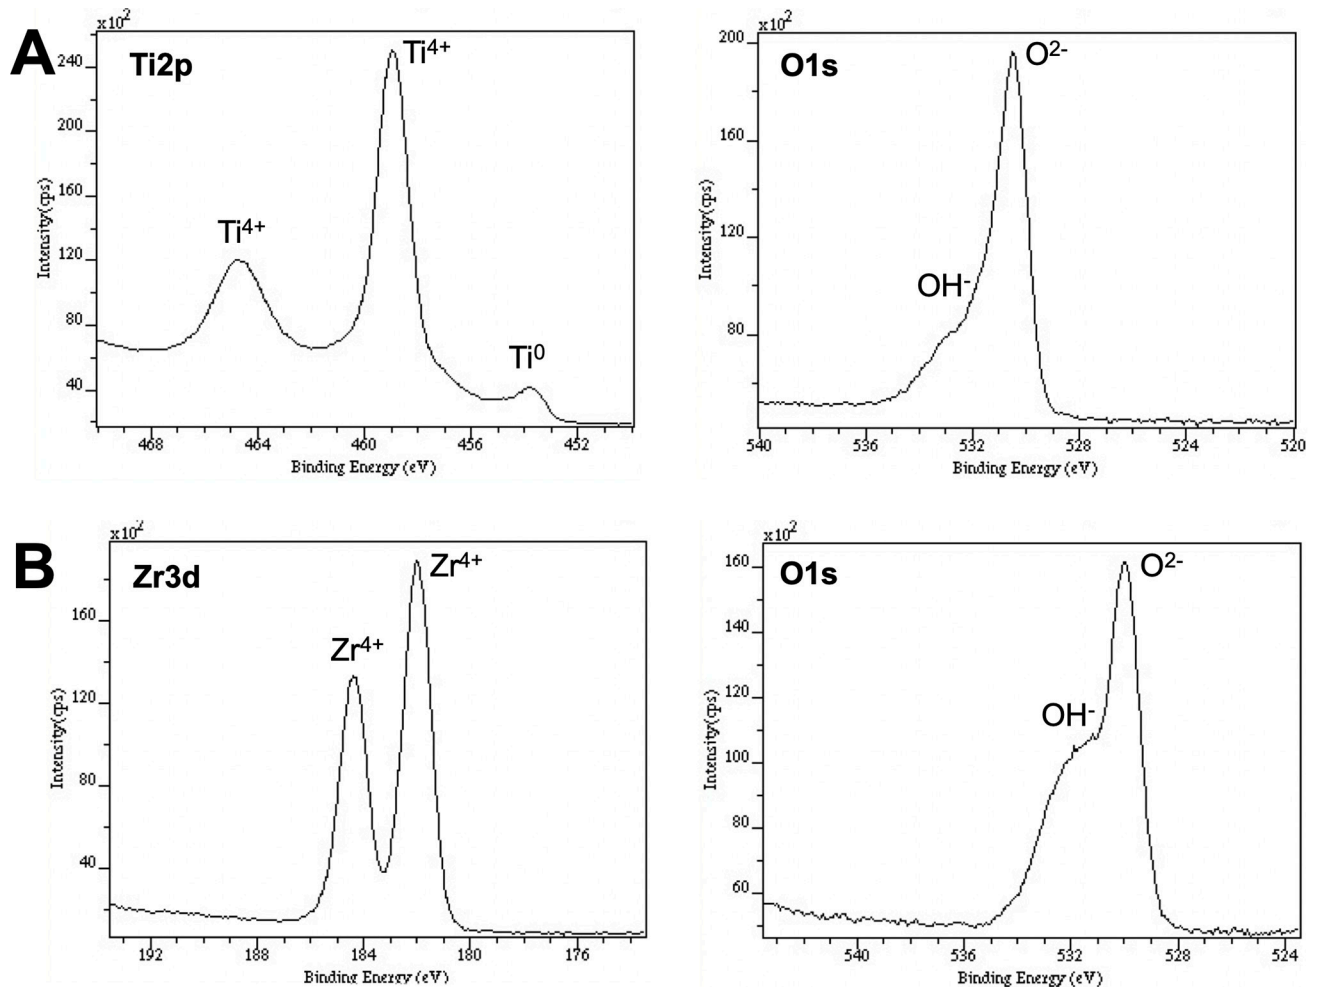 A
x10²
Ti2p
Ti⁴⁺
Ti⁴⁺
Ti⁰
240
200
160
120
80
40
Intensity(cps)
468 464 460 456 452
Binding Energy (eV)
x10²
O1s
O²⁻
OH⁻
200
160
120
80
Intensity(cps)
540 536 532 528 524 520
Binding Energy (eV)
B
x10²
Zr3d
Zr⁴⁺
Zr⁴⁺
160
120
80
40
Intensity(cps)
192 188 184 180 176
Binding Energy (eV)
x10²
O1s
O²⁻
OH⁻
160
140
120
100
80
60
Intensity(cps)
540 536 532 528 524
Binding Energy (eV)